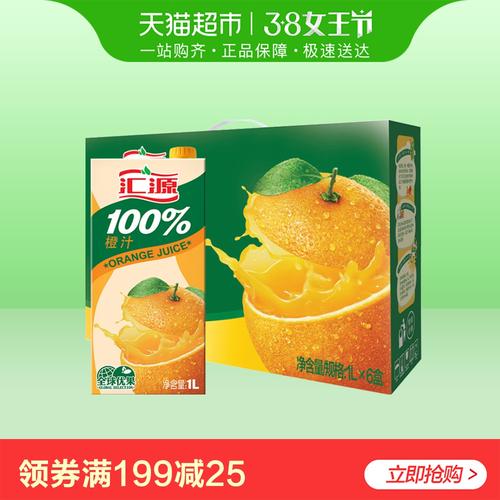 天猫超市 3·8女王节
一站购齐·正品保障·极速送达
汇源
100%
橙汁
ORANGE JUICE
全球优果
GLOBAL SELECTION
净含量:1L
净含量/规格:1L×6盒
领券满199减25
立即抢购>